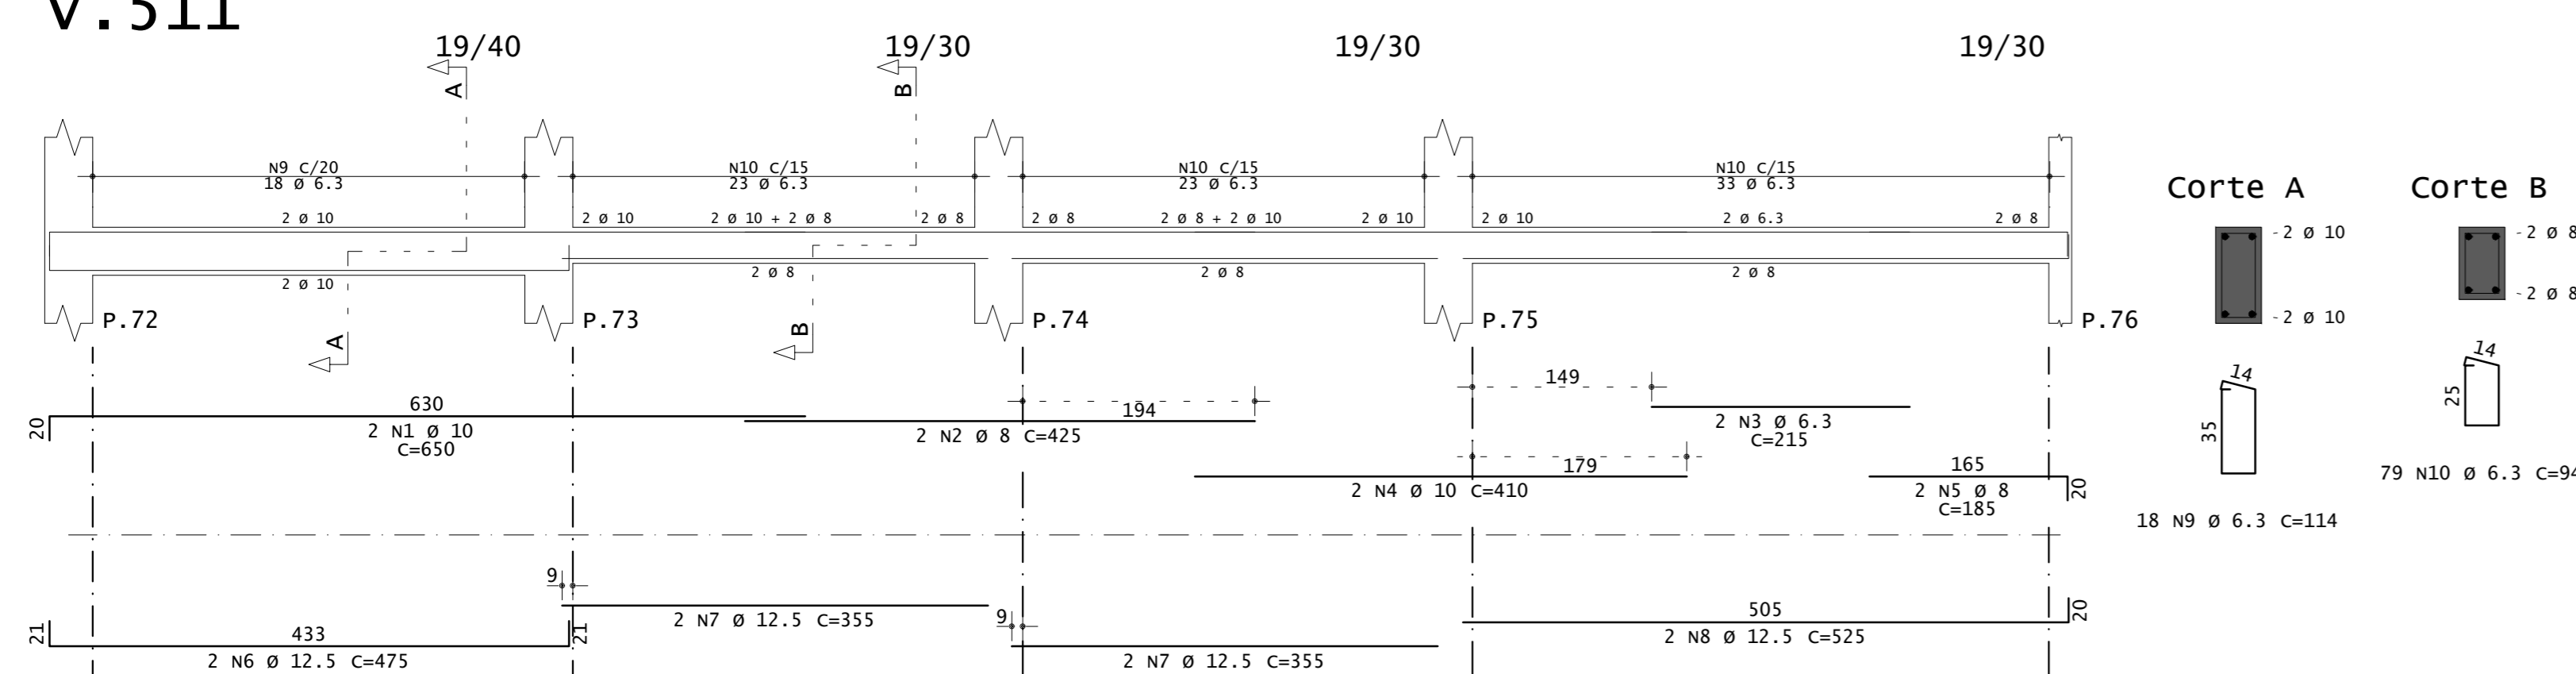 V.511
19/40
19/30
19/30
19/30
A
B
N9 C/20
18 Ø 6.3
N10 C/15
23 Ø 6.3
N10 C/15
23 Ø 6.3
N10 C/15
33 Ø 6.3
Corte A
Corte B
2 Ø 10
2 Ø 10
2 Ø 10 + 2 Ø 8
2 Ø 8
2 Ø 8
2 Ø 8 + 2 Ø 10
2 Ø 10
2 Ø 10
2 Ø 6.3
2 Ø 8
2 Ø 10
2 Ø 8
2 Ø 10
2 Ø 8
2 Ø 8
2 Ø 8
2 Ø 10
2 Ø 8
P.72
P.73
P.74
P.75
P.76
A
B
14
35
18 N9 Ø 6.3 C=114
14
25
79 N10 Ø 6.3 C=94
630
20
2 N1 Ø 10
C=650
194
2 N2 Ø 8 C=425
149
2 N3 Ø 6.3
C=215
179
2 N4 Ø 10 C=410
165
20
2 N5 Ø 8
C=185
9
2 N7 Ø 12.5 C=355
21
433
21
2 N6 Ø 12.5 C=475
9
2 N7 Ø 12.5 C=355
505
20
2 N8 Ø 12.5 C=525